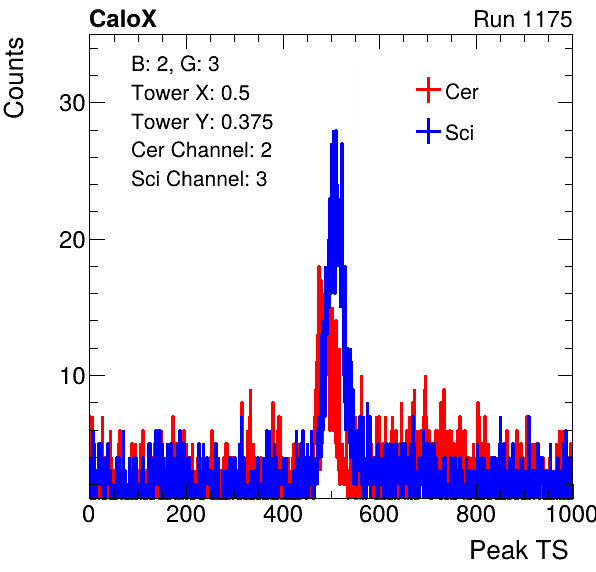 CaloX Run 1175
Counts
B: 2, G: 3
Tower X: 0.5
Tower Y: 0.375
Cer Channel: 2
Sci Channel: 3
Cer
Sci
30
20
10
0 200 400 600 800 1000
Peak TS